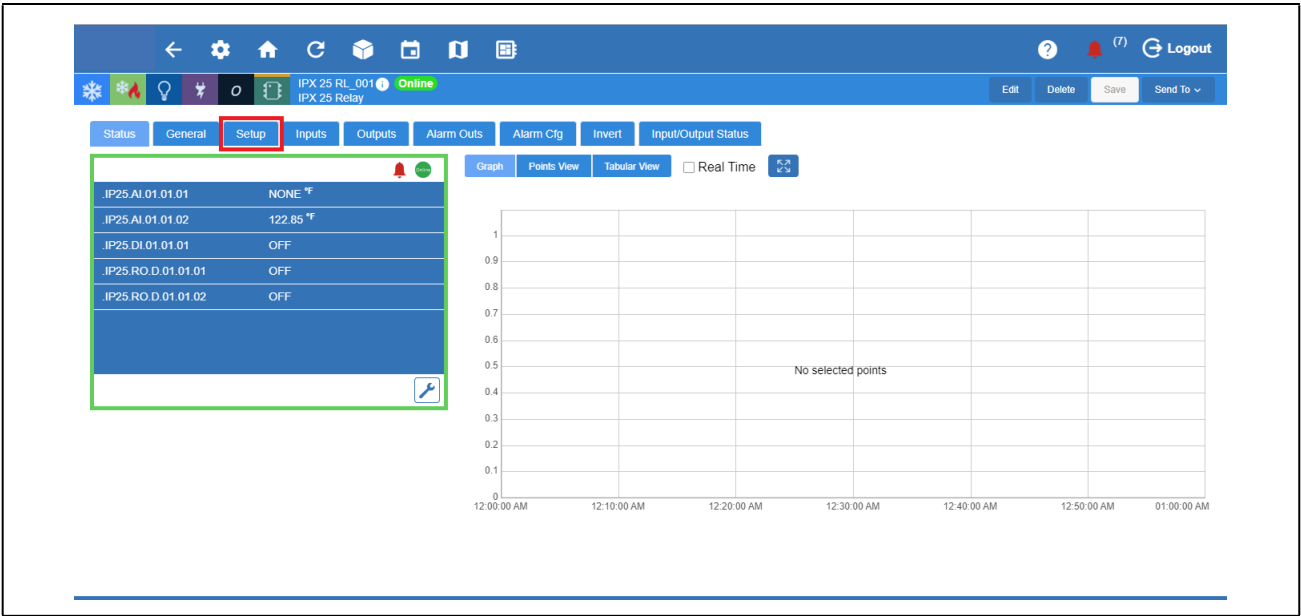 (7) Logout
IPX 25 RL_001 i Online
IPX 25 Relay
o
Edit Delete Save Send To
Status General Setup Inputs Outputs Alarm Outs Alarm Cfg Invert Input/Output Status
Online
Graph Points View Tabular View Real Time
.IP25.AI.01.01.01 NONE °F
.IP25.AI.01.01.02 122.85 °F
.IP25.DI.01.01.01 OFF
.IP25.RO.D.01.01.01 OFF
.IP25.RO.D.01.01.02 OFF
1
0.9
0.8
0.7
0.6
0.5
No selected points
0.4
0.3
0.2
0.1
0
12:00:00 AM 12:10:00 AM 12:20:00 AM 12:30:00 AM 12:40:00 AM 12:50:00 AM 01:00:00 AM